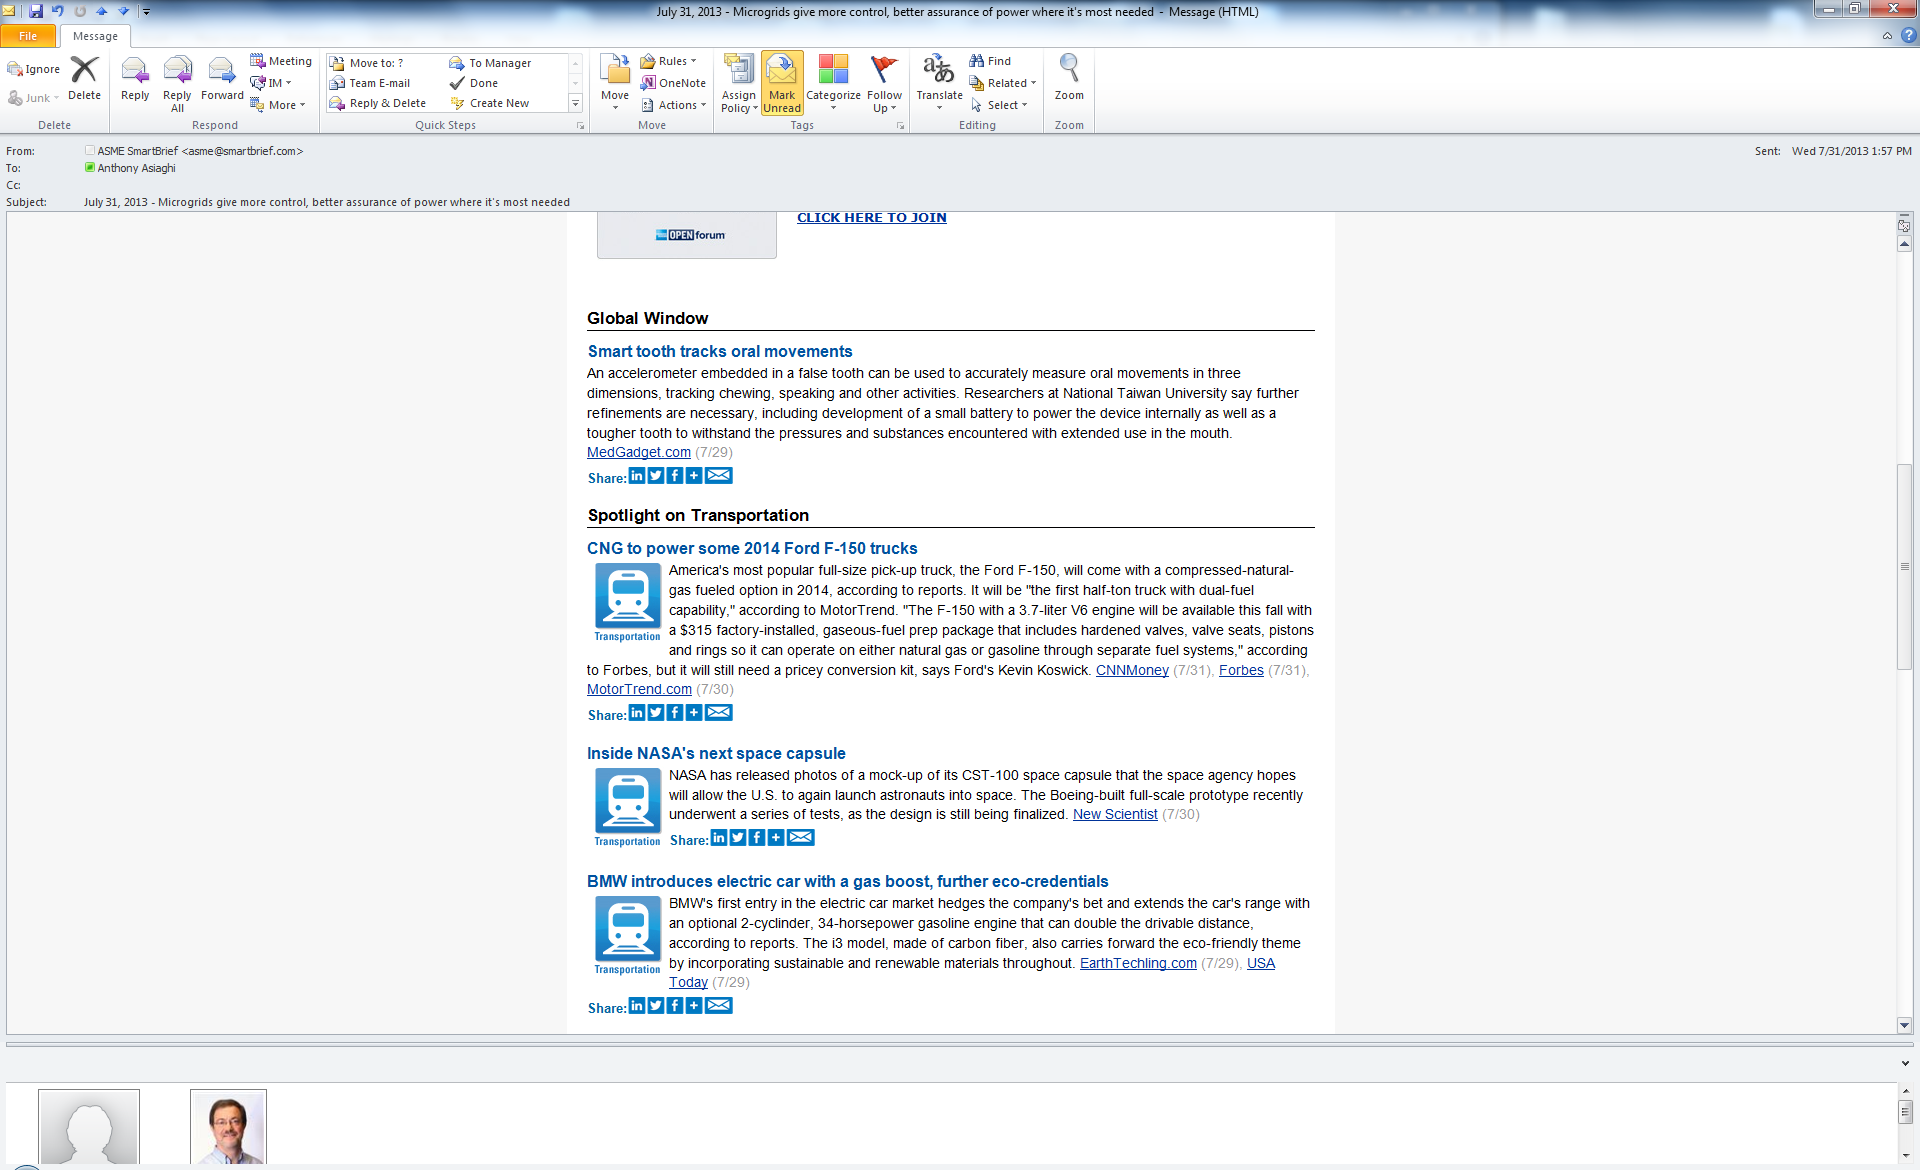 July 31, 2013 - Microgrids give more control, better assurance of power where it's most needed - Message (HTML)
File
Message
Ignore
Junk
Delete
Delete
Reply
Reply All
Forward
Meeting
IM
More
Respond
Move to: ?
Team E-mail
Reply & Delete
To Manager
Done
Create New
Quick Steps
Move
Rules
OneNote
Actions
Move
Assign Policy
Mark Unread
Categorize
Follow Up
Tags
Translate
Find
Related
Select
Editing
Zoom
Zoom
From: ASME SmartBrief <asme@smartbrief.com>
Sent: Wed 7/31/2013 1:57 PM
To: Anthony Asiaghi
Cc:
Subject: July 31, 2013 - Microgrids give more control, better assurance of power where it's most needed
OPEN forum
CLICK HERE TO JOIN
Global Window
Smart tooth tracks oral movements
An accelerometer embedded in a false tooth can be used to accurately measure oral movements in three
dimensions, tracking chewing, speaking and other activities. Researchers at National Taiwan University say further
refinements are necessary, including development of a small battery to power the device internally as well as a
tougher tooth to withstand the pressures and substances encountered with extended use in the mouth.
MedGadget.com (7/29)
Share: in f +
Spotlight on Transportation
CNG to power some 2014 Ford F-150 trucks
Transportation
America's most popular full-size pick-up truck, the Ford F-150, will come with a compressed-natural-
gas fueled option in 2014, according to reports. It will be "the first half-ton truck with dual-fuel
capability," according to MotorTrend. "The F-150 with a 3.7-liter V6 engine will be available this fall with
a $315 factory-installed, gaseous-fuel prep package that includes hardened valves, valve seats, pistons
and rings so it can operate on either natural gas or gasoline through separate fuel systems," according
to Forbes, but it will still need a pricey conversion kit, says Ford's Kevin Koswick. CNNMoney (7/31), Forbes (7/31),
MotorTrend.com (7/30)
Share: in f +
Inside NASA's next space capsule
Transportation
NASA has released photos of a mock-up of its CST-100 space capsule that the space agency hopes
will allow the U.S. to again launch astronauts into space. The Boeing-built full-scale prototype recently
underwent a series of tests, as the design is still being finalized. New Scientist (7/30)
Share: in f +
BMW introduces electric car with a gas boost, further eco-credentials
Transportation
BMW's first entry in the electric car market hedges the company's bet and extends the car's range with
an optional 2-cyclinder, 34-horsepower gasoline engine that can double the drivable distance,
according to reports. The i3 model, made of carbon fiber, also carries forward the eco-friendly theme
by incorporating sustainable and renewable materials throughout. EarthTechling.com (7/29), USA
Today (7/29)
Share: in f +